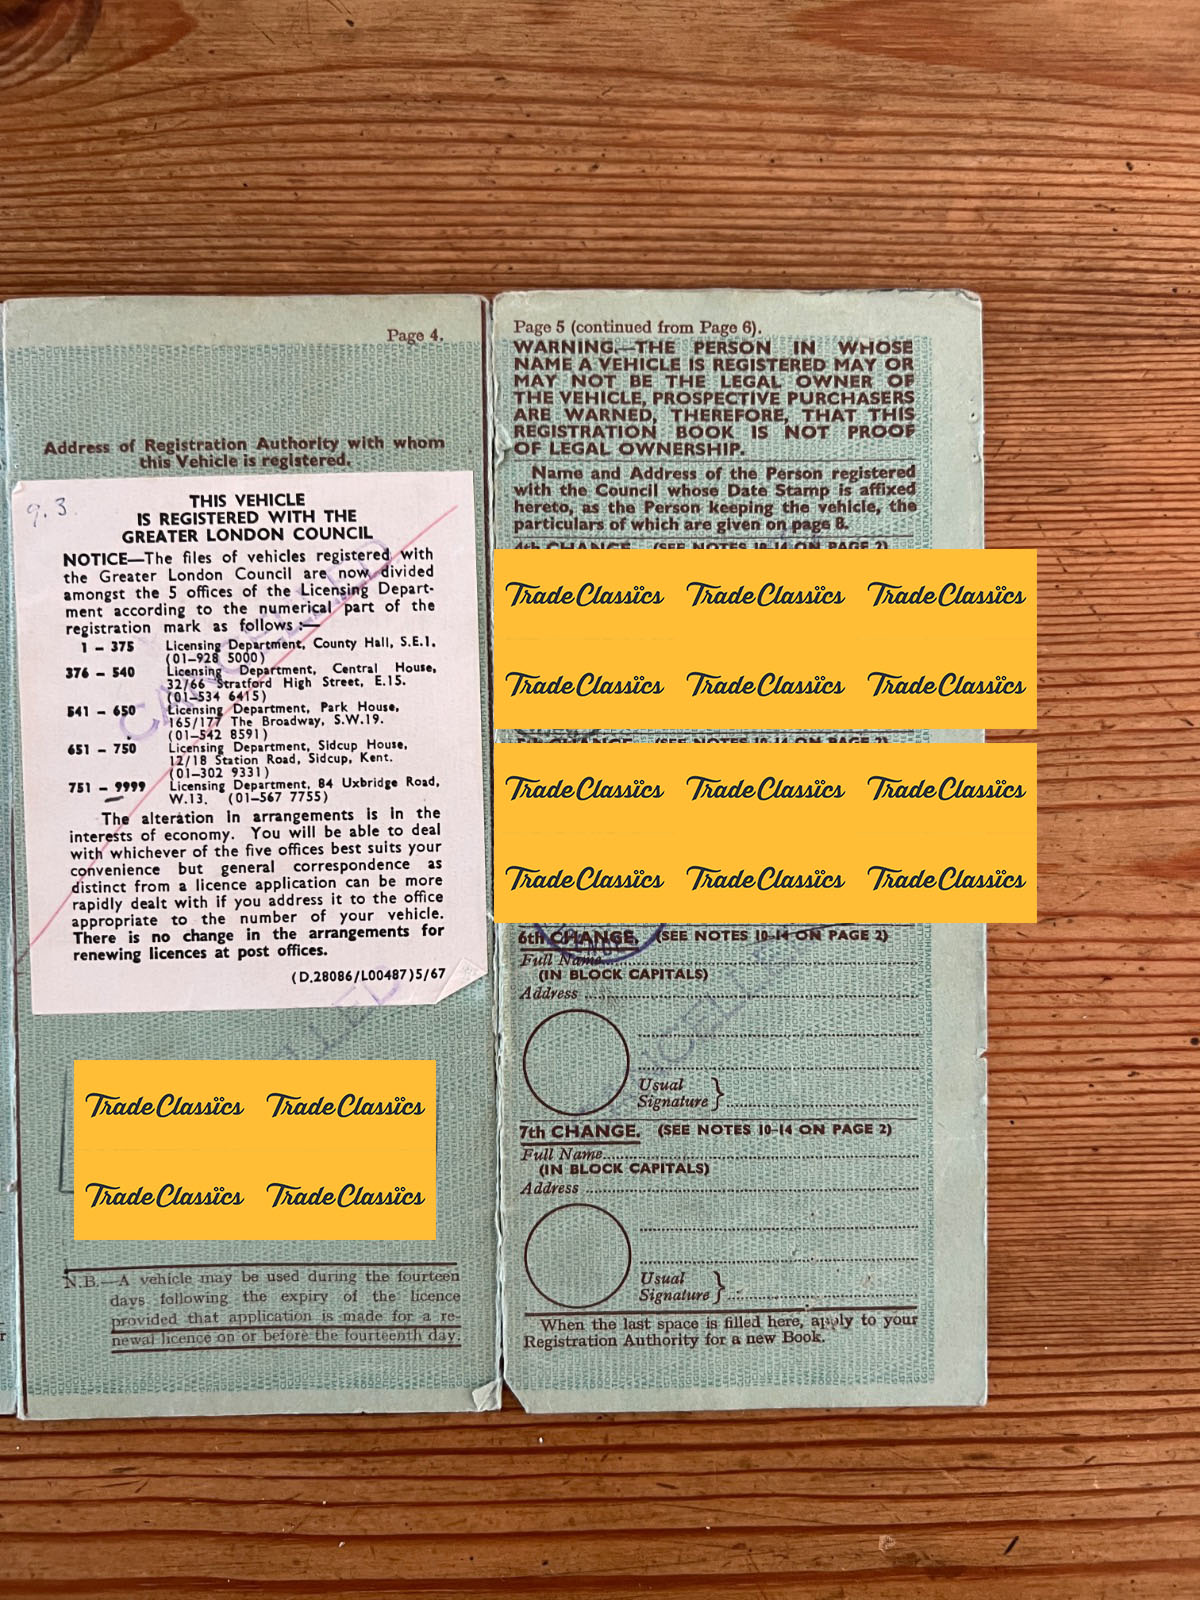 Page 4.
Address of Registration Authority with whom
this Vehicle is registered.
9.3
THIS VEHICLE
IS REGISTERED WITH THE
GREATER LONDON COUNCIL
NOTICE—The files of vehicles registered with
the Greater London Council are now divided
amongst the 5 offices of the Licensing Depart-
ment according to the numerical part of the
registration mark as follows :—
1 – 375 Licensing Department, County Hall, S.E.1.
(01–928 5000)
376 – 540 Licensing Department, Central House,
32/66 Stratford High Street, E.15.
(01–534 6415)
541 – 650 Licensing Department, Park House,
165/177 The Broadway, S.W.19.
(01–542 8591)
651 – 750 Licensing Department, Sidcup House,
12/18 Station Road, Sidcup, Kent.
(01–302 9331)
751 – 9999 Licensing Department, 84 Uxbridge Road,
W.13. (01–567 7755)
The alteration in arrangements is in the
interests of economy. You will be able to deal
with whichever of the five offices best suits your
convenience but general correspondence as
distinct from a licence application can be more
rapidly dealt with if you address it to the office
appropriate to the number of your vehicle.
There is no change in the arrangements for
renewing licences at post offices.
(D.28086/L00487)5/67
CANCELLED
Trade Classics Trade Classics
Trade Classics Trade Classics
N.B.—A vehicle may be used during the fourteen
days following the expiry of the licence
provided that application is made for a re-
newal licence on or before the fourteenth day.
Page 5 (continued from Page 6).
WARNING—THE PERSON IN WHOSE
NAME A VEHICLE IS REGISTERED MAY OR
MAY NOT BE THE LEGAL OWNER OF
THE VEHICLE, PROSPECTIVE PURCHASERS
ARE WARNED, THEREFORE, THAT THIS
REGISTRATION BOOK IS NOT PROOF
OF LEGAL OWNERSHIP.
Name and Address of the Person registered
with the Council whose Date Stamp is affixed
hereto, as the Person keeping the vehicle, the
particulars of which are given on page 8.
4th CHANGE. (SEE NOTES 10-14 ON PAGE 2)
Trade Classics Trade Classics Trade Classics
Trade Classics Trade Classics Trade Classics
CHANGE. (SEE NOTES 10-14 ON PAGE 2)
Trade Classics Trade Classics Trade Classics
Trade Classics Trade Classics Trade Classics
6th CHANGE. (SEE NOTES 10-14 ON PAGE 2)
Full Name
(IN BLOCK CAPITALS)
Address
Usual
Signature
7th CHANGE. (SEE NOTES 10-14 ON PAGE 2)
Full Name
(IN BLOCK CAPITALS)
Address
Usual
Signature
When the last space is filled here, apply to your
Registration Authority for a new Book.